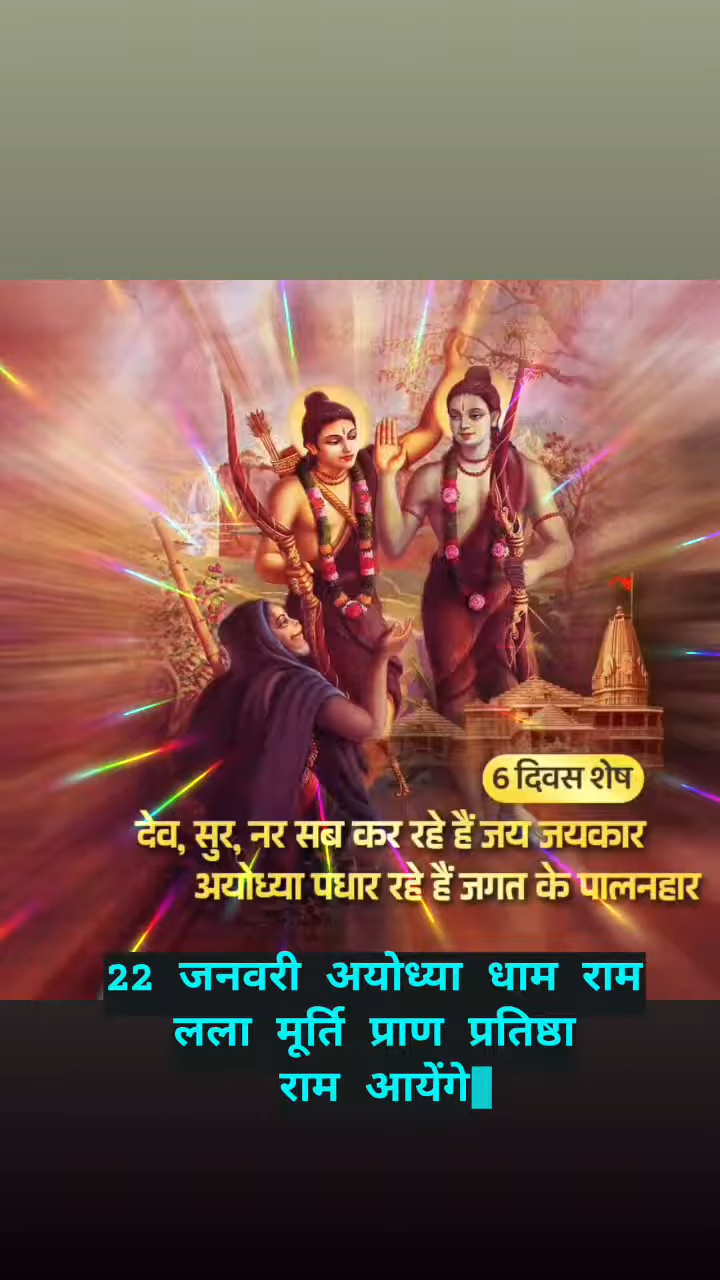 6 दिवस शेष
देव, सुर, नर सब कर रहे हैं जय जयकार
अयोध्या पधार रहे हैं जगत के पालनहार
22 जनवरी अयोध्या धाम राम
लला मूर्ति प्राण प्रतिष्ठा
राम आयेंगे